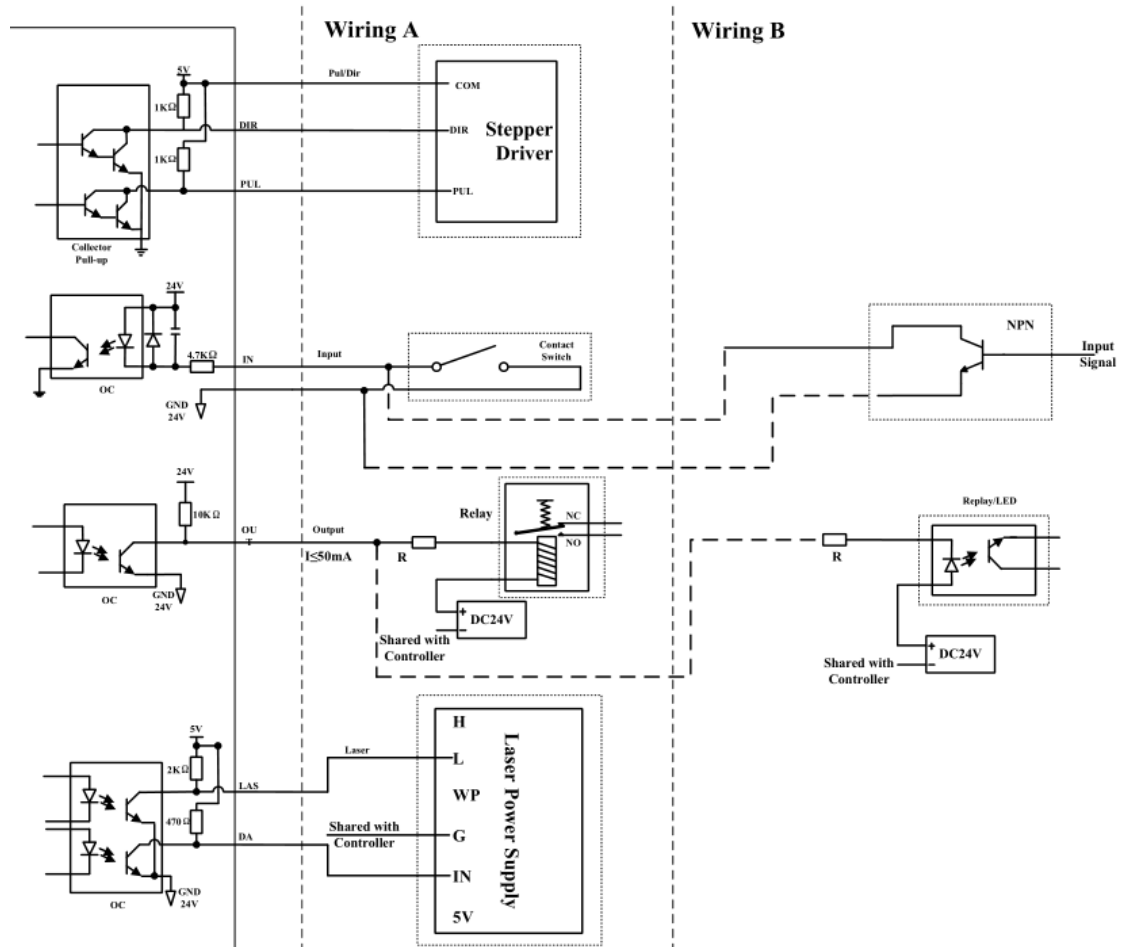 Wiring A
Wiring B
5V
Pul/Dir
COM
1KΩ
DIR
DIR
Stepper
Driver
1KΩ
PUL
PUL
Collector
Pull-up
24V
4.7KΩ
IN
Input
Contact
Switch
OC
GND
24V
NPN
Input
Signal
24V
10KΩ
OU
T
Output
I≤50mA
R
Relay
NC
NO
GND
24V
OC
+
−
DC24V
Shared with
Controller
Replay/LED
R
+
−
DC24V
Shared with
Controller
5V
2KΩ
LAS
Laser
470Ω
DA
Shared with
Controller
H
L
WP
G
IN
5V
Laser Power Supply
GND
24V
OC